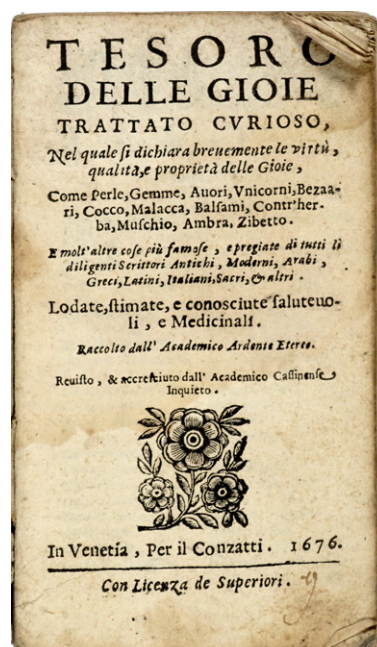 TESORO
DELLE GIOIE
TRATTATO CVRIOSO,
Nel quale si dichiara breuemente le virtù,
qualità, e proprietà delle Gioie,
Come Perle, Gemme, Auori, Vnicorni, Bezaa-
ri, Cocco, Malacca, Balsami, Contr'her-
ba, Muschio, Ambra, Zibetto.
E molt'altre cose più famose, e pregiate di tutti li
diligenti Scrittori Antichi, Moderni, Arabi,
Greci, Latini, Italiani, Sacri, & altri.
Lodate, stimate, e conosciute saluteuo-
li, e Medicinali.
Raccolto dall' Academico Ardente Etereo.
Reuisto, & accresciuto dall' Academico Cassinense
Inquieto.
In Venetia, Per il Conzatti. 1676.
Con Licenza de Superiori.